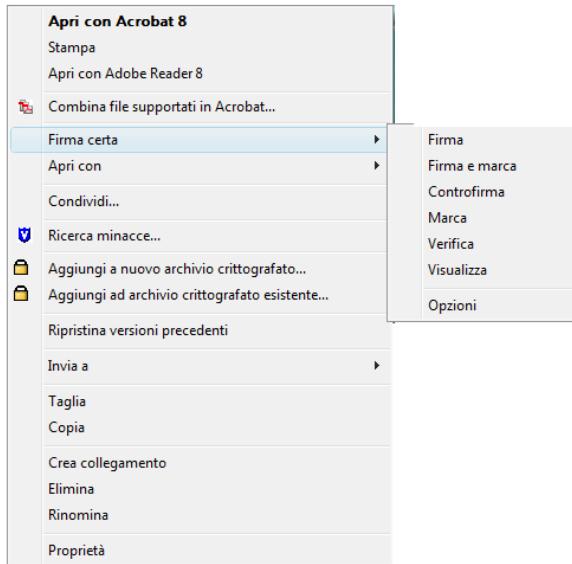 Apri con Acrobat 8
Stampa
Apri con Adobe Reader 8
Combina file supportati in Acrobat...
Firma certa
Apri con
Condividi...
Ricerca minacce...
Aggiungi a nuovo archivio crittografato...
Aggiungi ad archivio crittografato esistente...
Ripristina versioni precedenti
Invia a
Taglia
Copia
Crea collegamento
Elimina
Rinomina
Proprietà
Firma
Firma e marca
Controfirma
Marca
Verifica
Visualizza
Opzioni